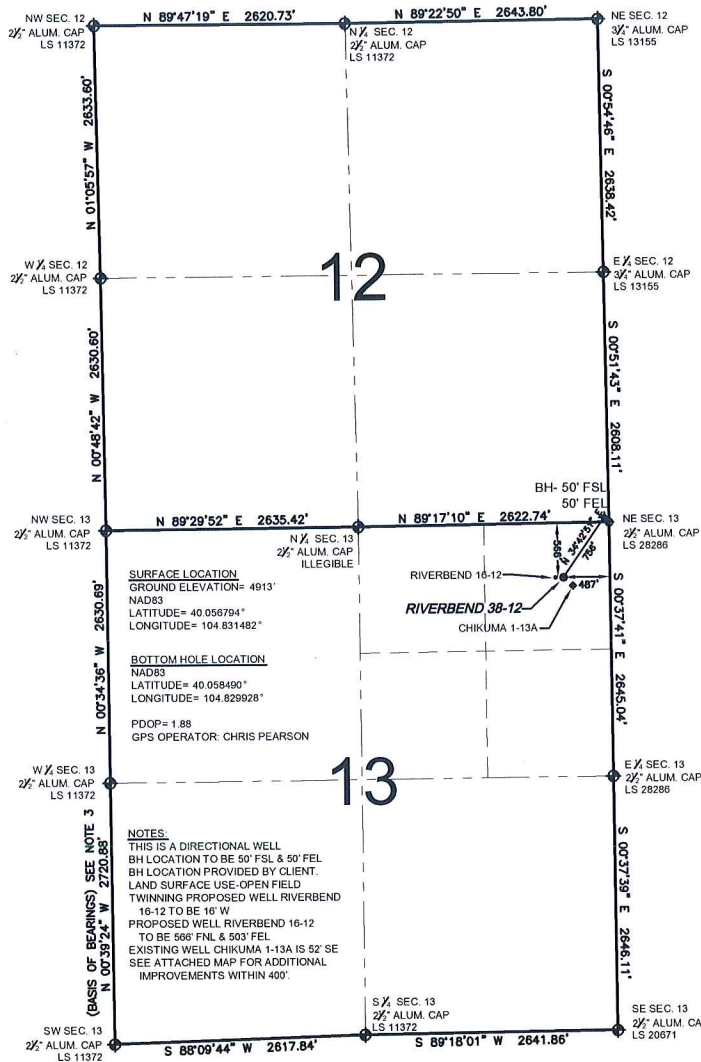 N 89°47'19" E 2620.73'
N 89°22'50" E 2643.80'
NW SEC. 12
2½" ALUM. CAP
LS 11372
N ¼ SEC. 12
2½" ALUM. CAP
LS 11372
NE SEC. 12
3¼" ALUM. CAP
LS 13155
N 01°05'57" W 2633.60'
S 00°54'46" E 2638.42'
W ¼ SEC. 12
2½" ALUM. CAP
LS 11372
12
E ¼ SEC. 12
3¼" ALUM. CAP
LS 13155
N 00°48'42" W 2630.60'
S 00°51'43" E 2608.11'
BH- 50' FSL
50' FEL
NW SEC. 13
2½" ALUM. CAP
LS 11372
N 89°29'52" E 2635.42'
N 89°17'10" E 2622.74'
N ¼ SEC. 13
2½" ALUM. CAP
ILLEGIBLE
NE SEC. 13
2½" ALUM. CAP
LS 28286
566'
756'
487'
RIVERBEND 16-12
RIVERBEND 38-12
CHIKUMA 1-13A
SURFACE LOCATION
GROUND ELEVATION= 4913'
NAD83
LATITUDE= 40.056794°
LONGITUDE= 104.831482°
BOTTOM HOLE LOCATION
NAD83
LATITUDE= 40.058490°
LONGITUDE= 104.829928°
PDOP= 1.88
GPS OPERATOR: CHRIS PEARSON
N 00°34'36" W 2630.69'
S 00°37'41" E 2645.04'
W ¼ SEC. 13
2½" ALUM. CAP
LS 11372
13
E ¼ SEC. 13
2½" ALUM. CAP
LS 28286
NOTES:
THIS IS A DIRECTIONAL WELL
BH LOCATION TO BE 50' FSL & 50' FEL
BH LOCATION PROVIDED BY CLIENT.
LAND SURFACE USE-OPEN FIELD
TWINNING PROPOSED WELL RIVERBEND
16-12 TO BE 16' W
PROPOSED WELL RIVERBEND 16-12
TO BE 566' FNL & 503' FEL
EXISTING WELL CHIKUMA 1-13A IS 52' SE
SEE ATTACHED MAP FOR ADDITIONAL
IMPROVEMENTS WITHIN 400'.
(BASIS OF BEARINGS) SEE NOTE 3
N 00°39'24" W 2720.88'
S 00°37'39" E 2646.11'
SW SEC. 13
2½" ALUM. CAP
LS 11372
S 88°09'44" W 2617.84'
S ¼ SEC. 13
2½" ALUM. CAP
LS 11372
S 89°18'01" W 2641.86'
SE SEC. 13
2½" ALUM. CA
LS 20671